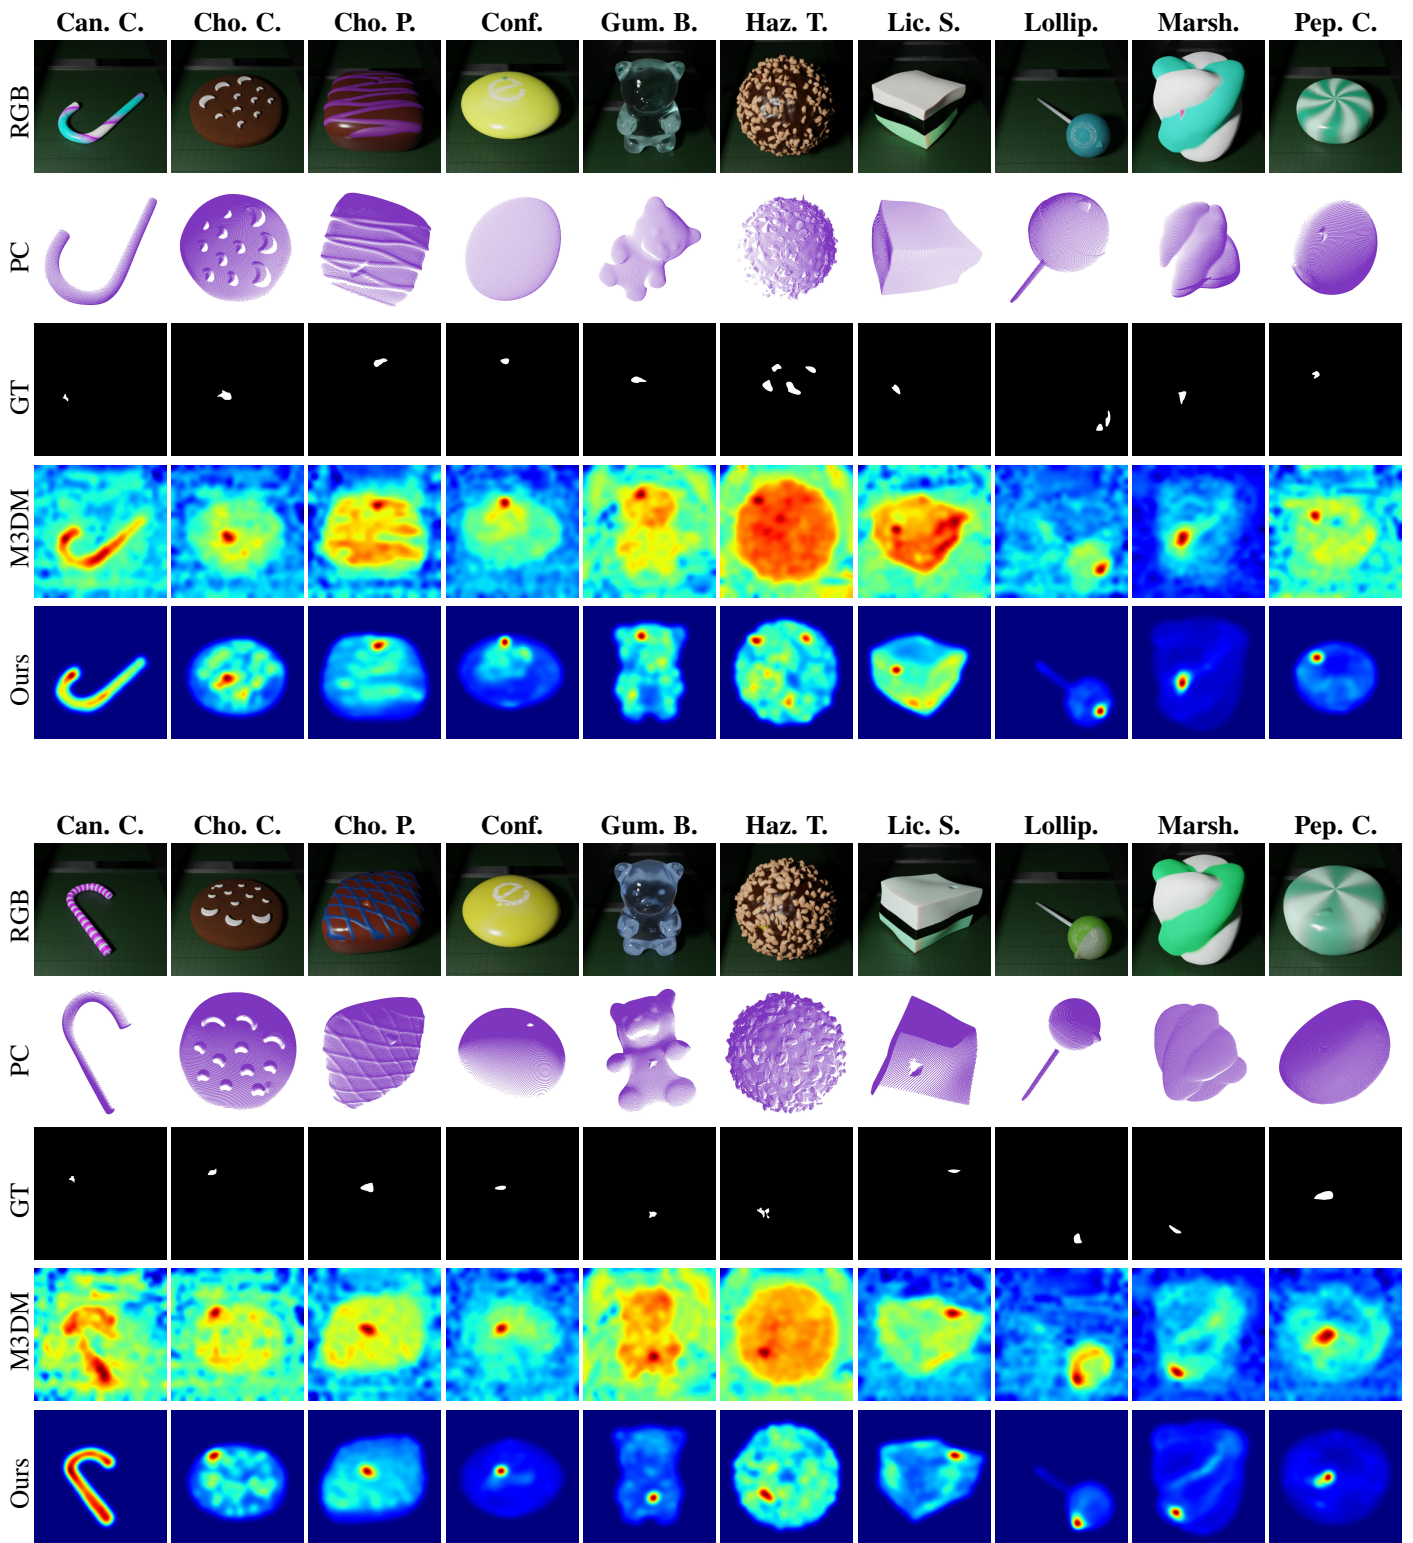 Can. C. Cho. C. Cho. P. Conf. Gum. B. Haz. T. Lic. S. Lollip. Marsh. Pep. C.
RGB
PC
GT
M3DM
Ours
Can. C. Cho. C. Cho. P. Conf. Gum. B. Haz. T. Lic. S. Lollip. Marsh. Pep. C.
RGB
PC
GT
M3DM
Ours